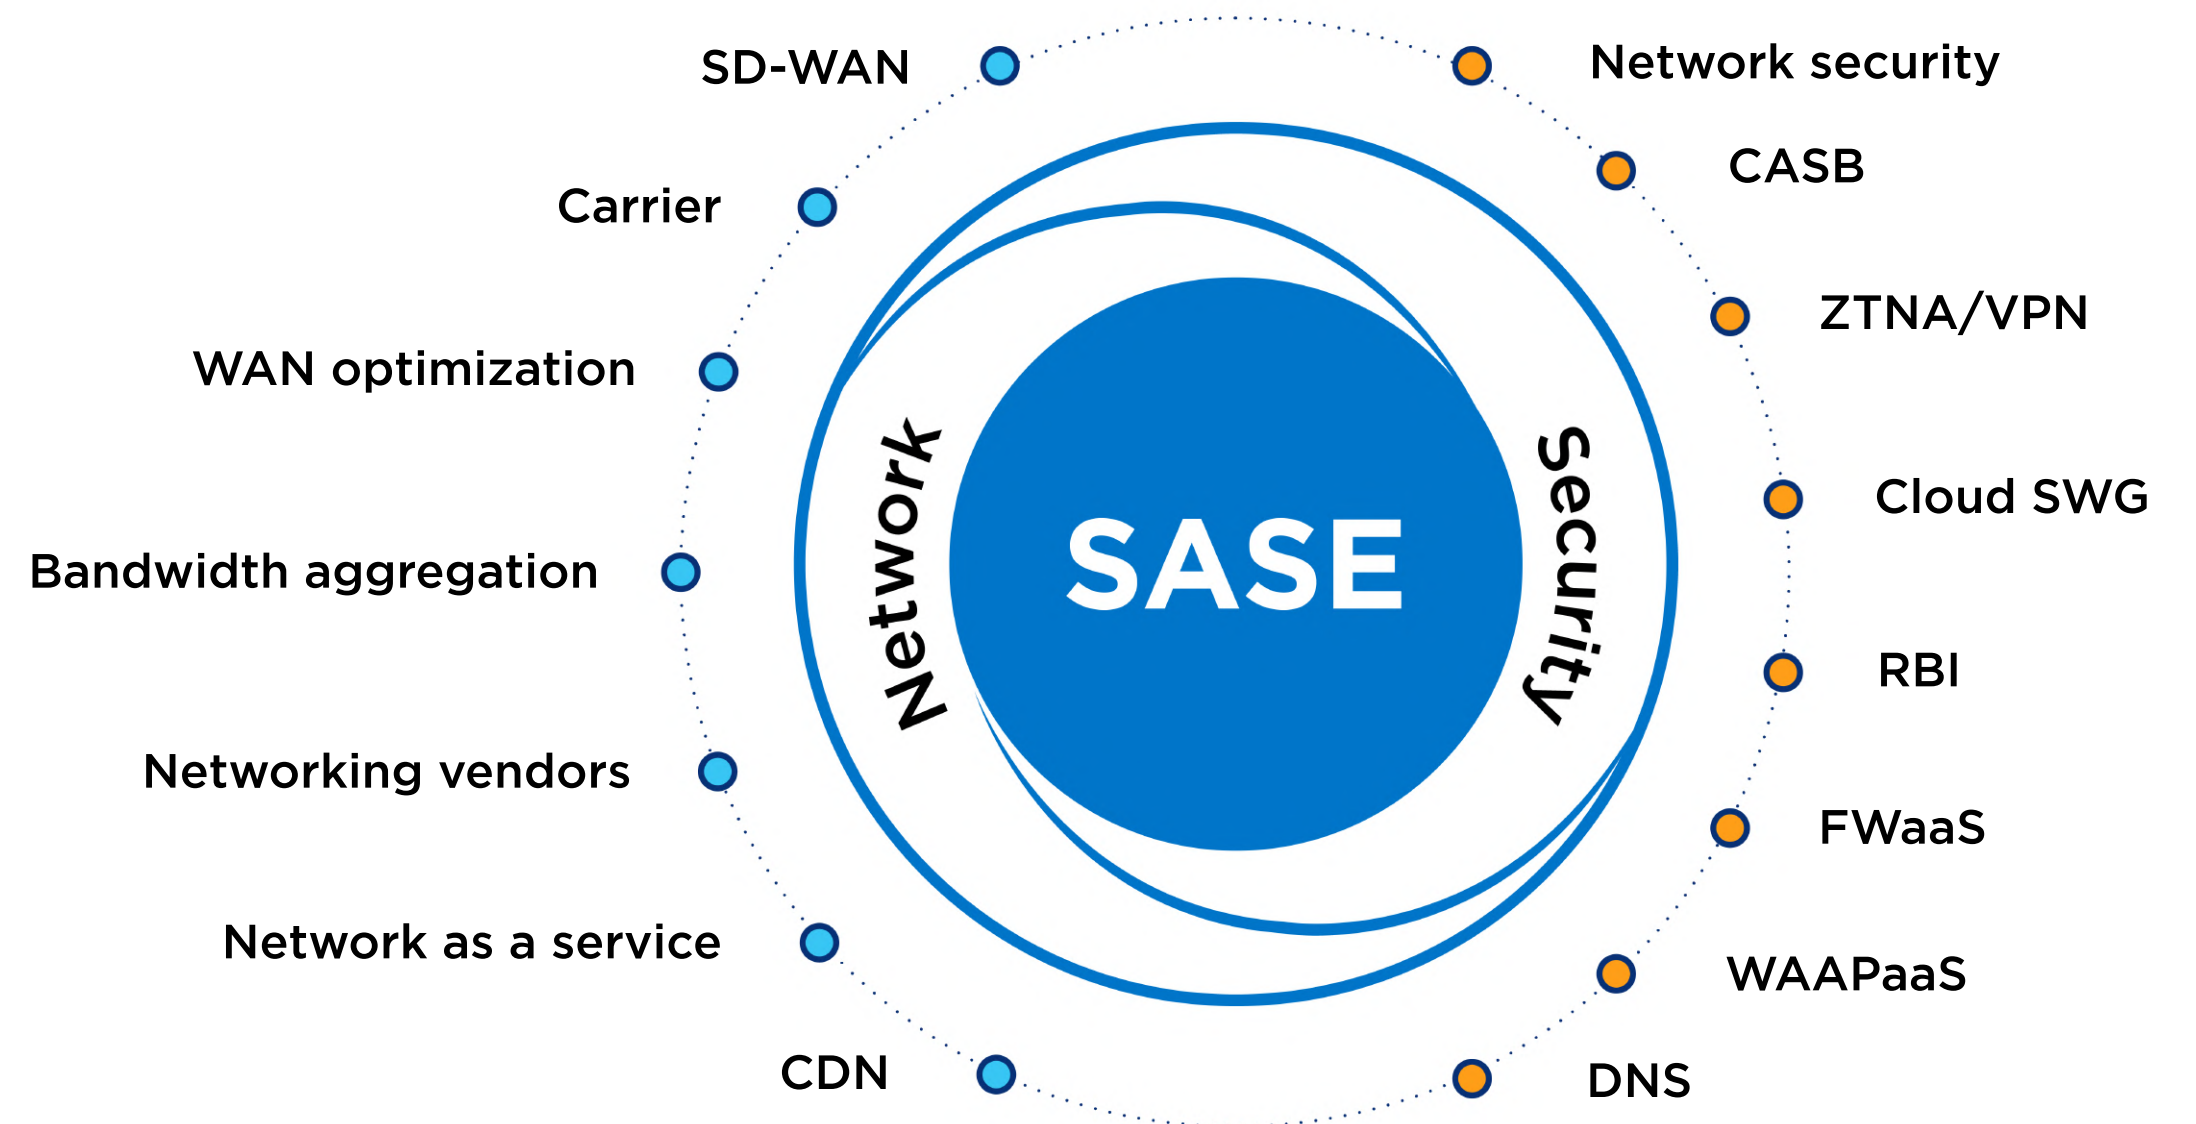 SD-WAN
Carrier
WAN optimization
Bandwidth aggregation
Networking vendors
Network as a service
CDN
Network
SASE
Security
Network security
CASB
ZTNA/VPN
Cloud SWG
RBI
FWaaS
WAAPaaS
DNS